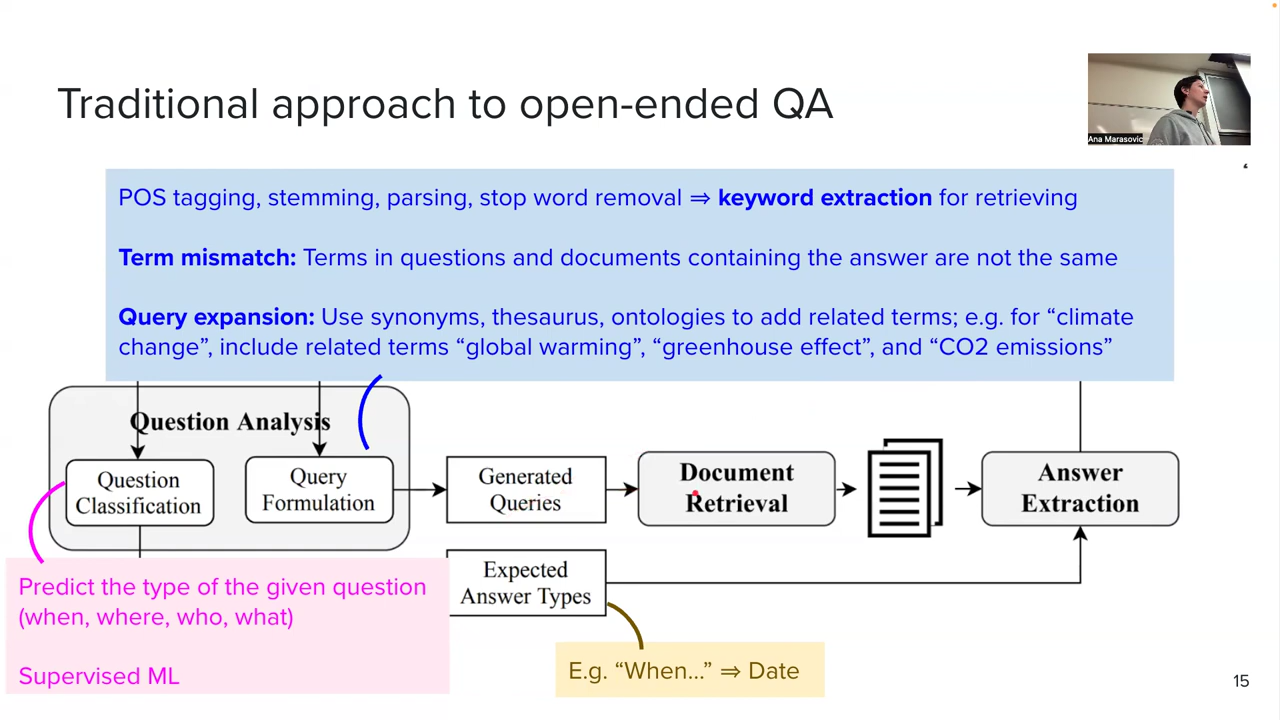 Traditional approach to open-ended QA
Ana Marasovic
POS tagging, stemming, parsing, stop word removal ⇒ keyword extraction for retrieving
Term mismatch: Terms in questions and documents containing the answer are not the same
Query expansion: Use synonyms, thesaurus, ontologies to add related terms; e.g. for “climate
change”, include related terms “global warming”, “greenhouse effect”, and “CO2 emissions”
Question Analysis
Question
Classification
Query
Formulation
Generated
Queries
Document
Retrieval
Answer
Extraction
Expected
Answer Types
Predict the type of the given question
(when, where, who, what)
Supervised ML
E.g. “When…” ⇒ Date
15